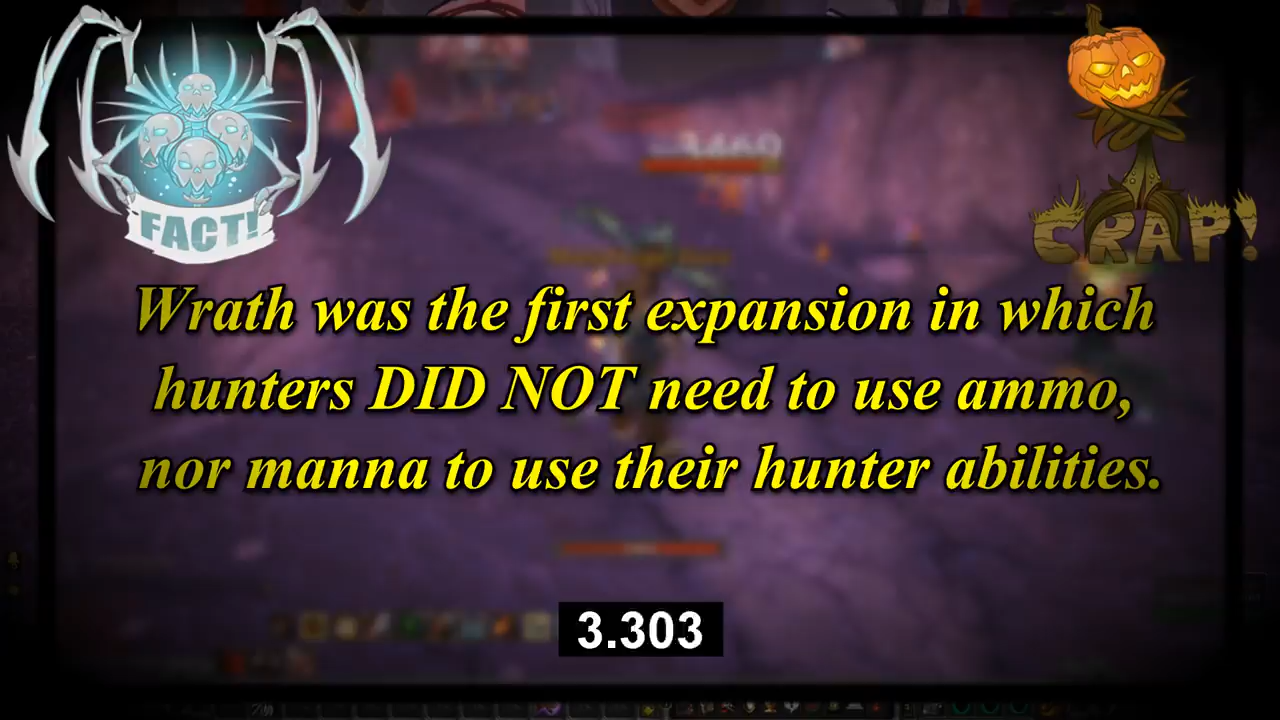 FACT!
CRAP!
Wrath was the first expansion in which
hunters DID NOT need to use ammo,
nor manna to use their hunter abilities.
3.303